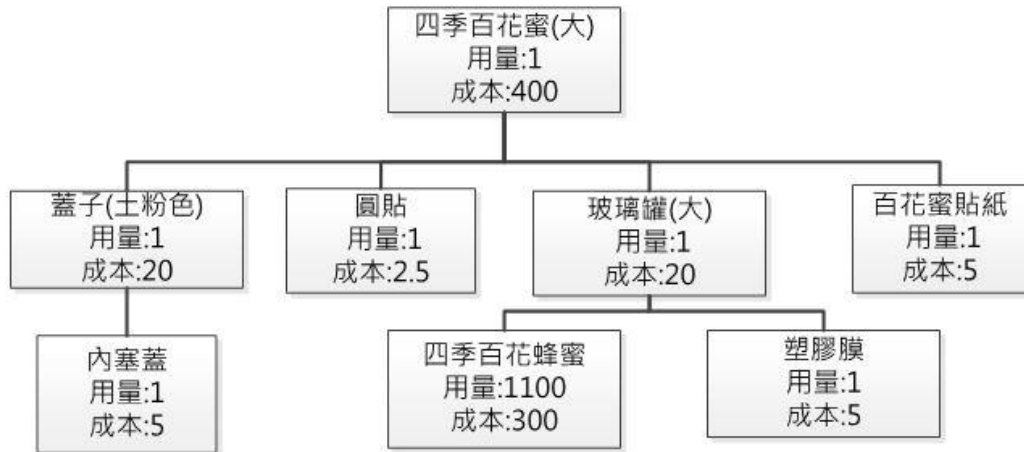 四季百花蜜(大)
用量:1
成本:400
蓋子(土粉色)
用量:1
成本:20
圓貼
用量:1
成本:2.5
玻璃罐(大)
用量:1
成本:20
百花蜜貼紙
用量:1
成本:5
內塞蓋
用量:1
成本:5
四季百花蜂蜜
用量:1100
成本:300
塑膠膜
用量:1
成本:5